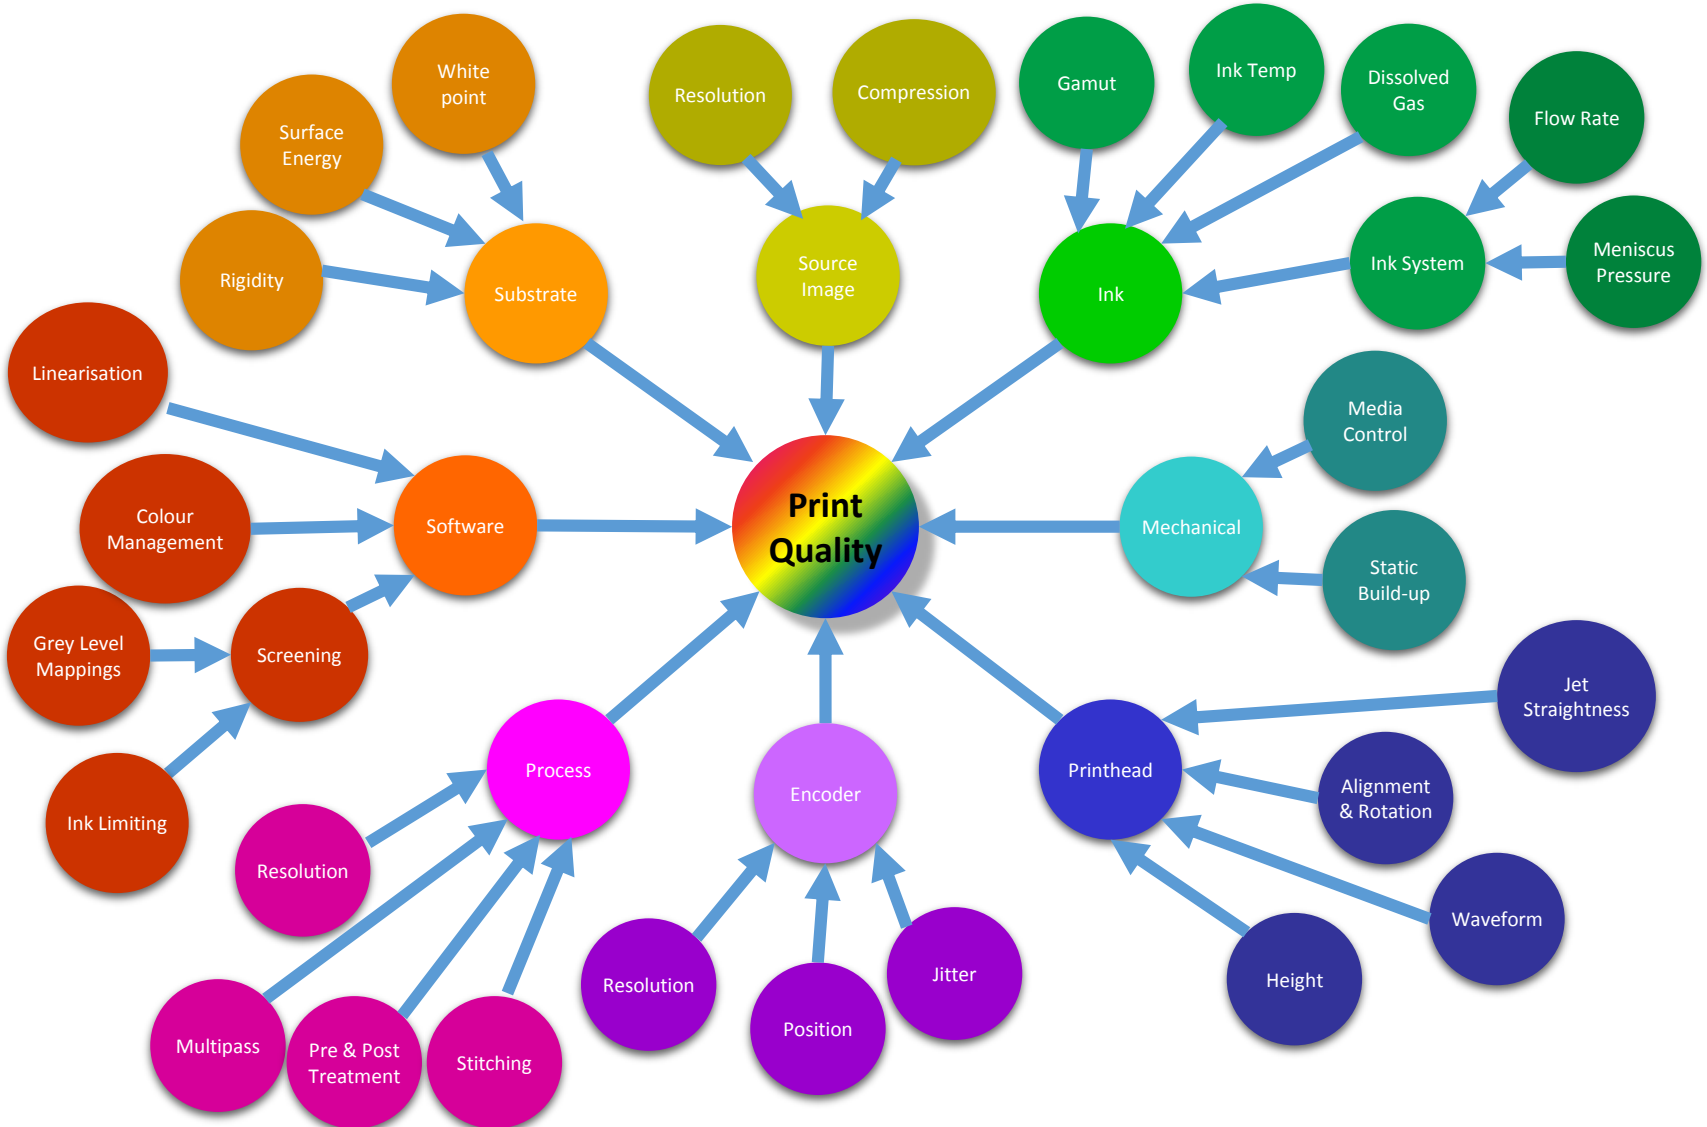 White
point
Resolution
Compression
Gamut
Ink Temp
Dissolved
Gas
Flow Rate
Surface
Energy
Rigidity
Substrate
Source
Image
Ink
Ink System
Meniscus
Pressure
Linearisation
Media
Control
Colour
Management
Software
Print
Quality
Mechanical
Static
Build-up
Grey Level
Mappings
Screening
Jet
Straightness
Process
Encoder
Printhead
Alignment
& Rotation
Ink Limiting
Resolution
Waveform
Resolution
Position
Jitter
Height
Multipass
Pre & Post
Treatment
Stitching